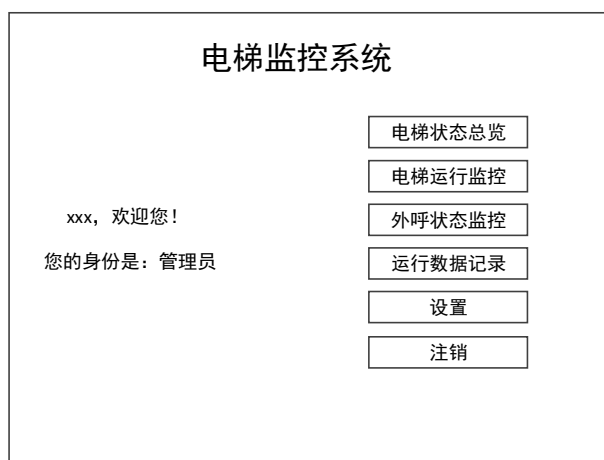 电梯监控系统
电梯状态总览
电梯运行监控
xxx，欢迎您！
外呼状态监控
您的身份是：管理员
运行数据记录
设置
注销